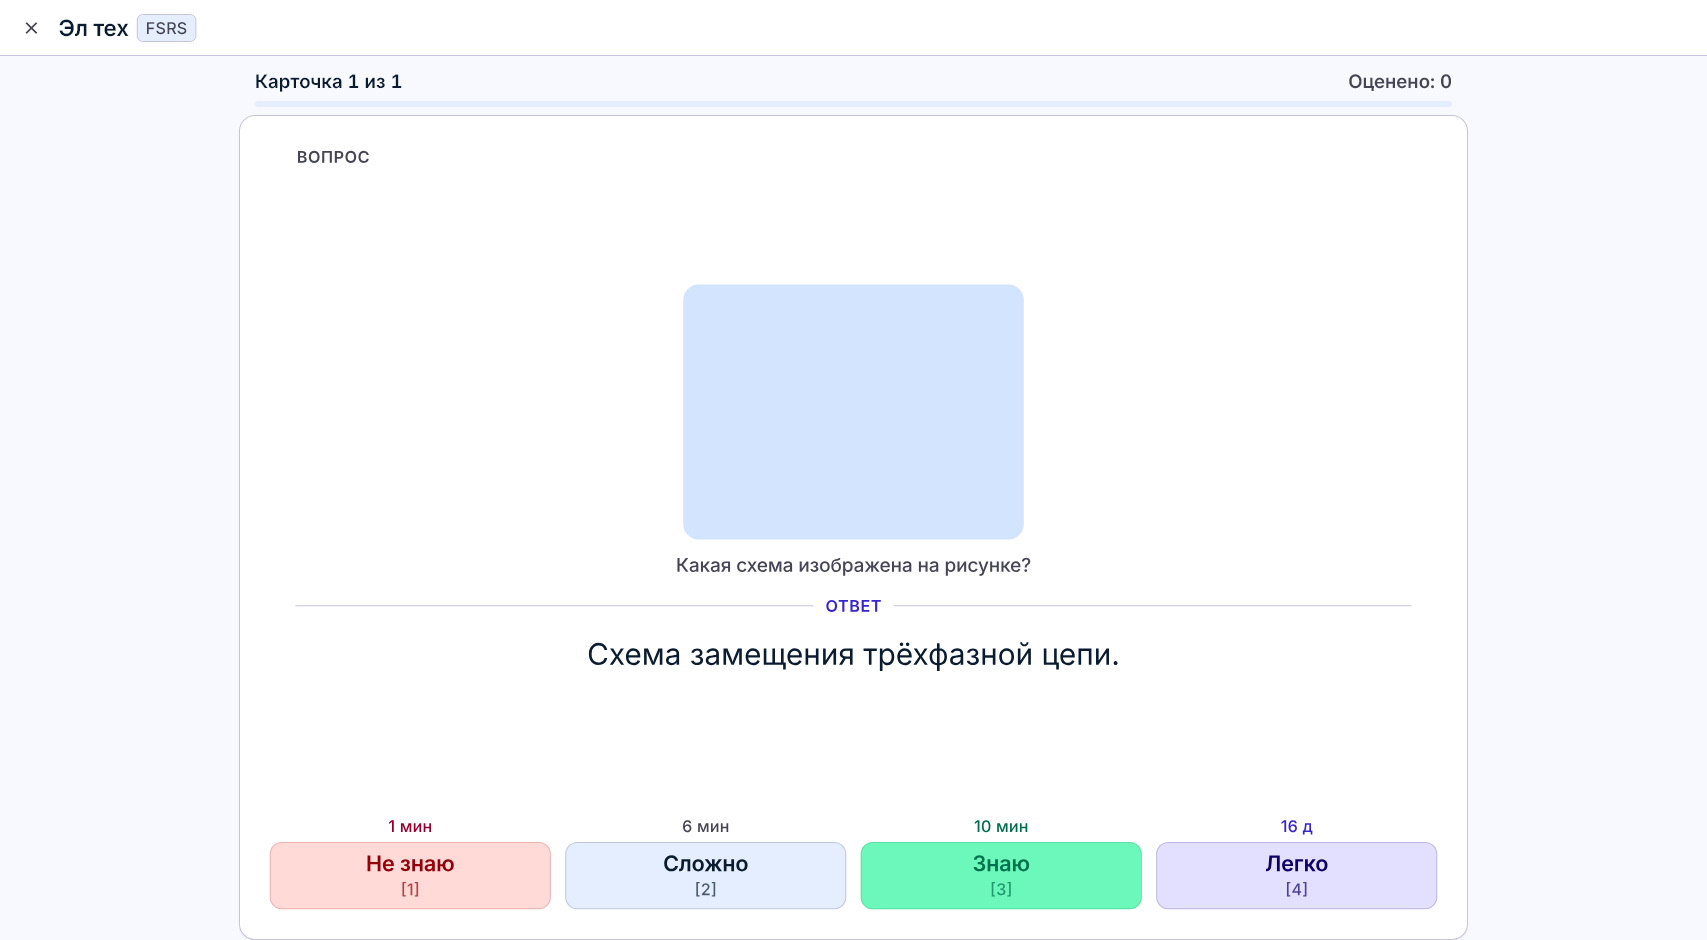 Эл тех FSRS
Карточка 1 из 1
Оценено: 0
ВОПРОС
Какая схема изображена на рисунке?
ОТВЕТ
Схема замещения трёхфазной цепи.
1 мин
Не знаю
[1]
6 мин
Сложно
[2]
10 мин
Знаю
[3]
16 д
Легко
[4]